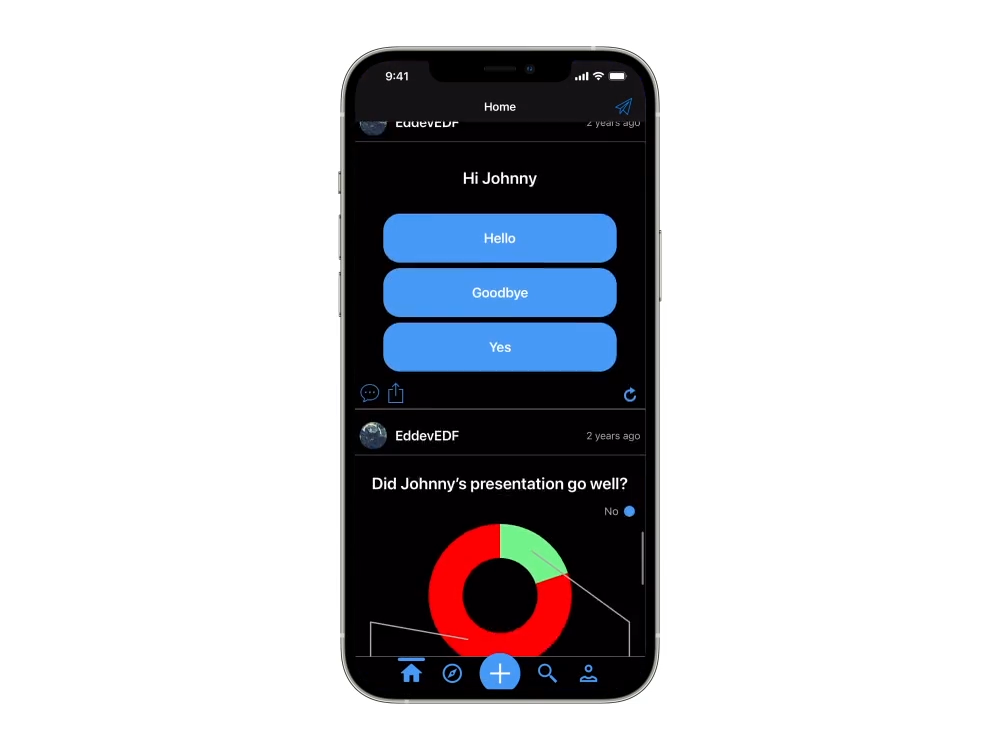 9:41
Home
EddevEDF 2 years ago
Hi Johnny
Hello
Goodbye
Yes
EddevEDF 2 years ago
Did Johnny’s presentation go well?
No